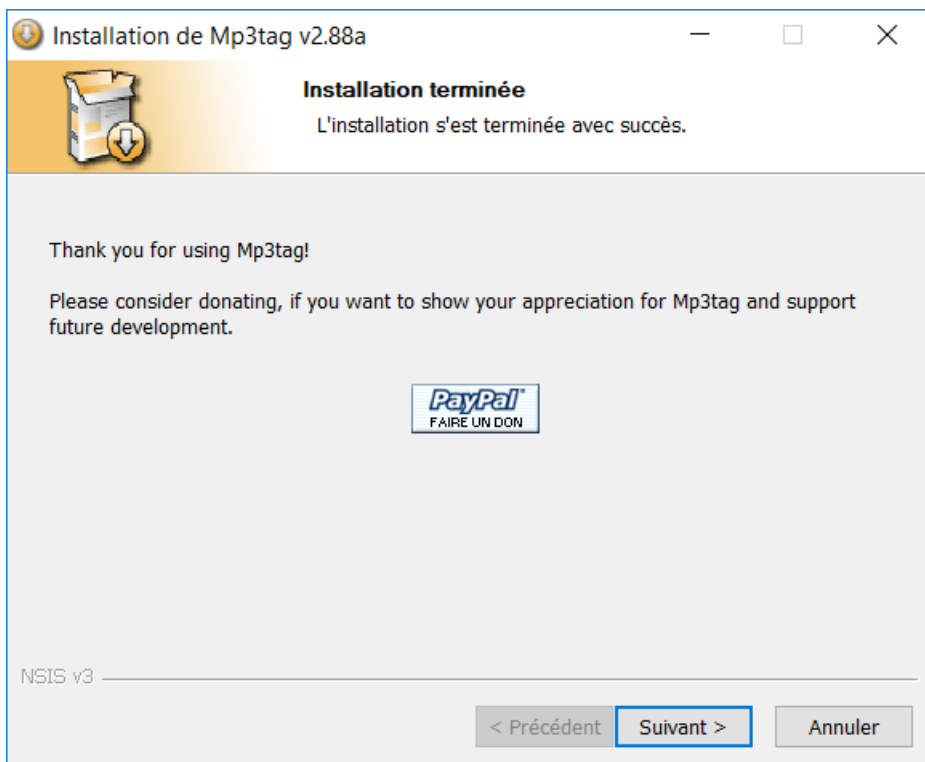 Installation de Mp3tag v2.88a
Installation terminée
L'installation s'est terminée avec succès.
Thank you for using Mp3tag!
Please consider donating, if you want to show your appreciation for Mp3tag and support
future development.
PayPal
FAIRE UN DON
NSIS v3
< Précédent
Suivant >
Annuler